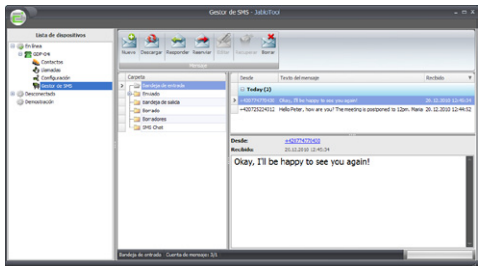 Gestor de SMS - JabloTool
Lista de dispositivos
En línea
GDP-04
Contactos
Llamadas
Configuración
Gestor de SMS
Desconectado
Demostración
Nuevo Descargar Responder Reenviar Editar Recuperar Borrar
Mensaje
Carpeta
Bandeja de entrada
Enviado
Bandeja de salida
Borrado
Borradores
SMS Chat
Desde Texto del mensaje Recibido
Today (2)
+420774770400 Okay, I'll be happy to see you again! 20.12.2010 12:45:24
+420725234312 Hello Peter, how are you? The meeting is postponed to 12pm. Maria 20.12.2010 12:44:52
Desde: +420774770400
Recibido: 20.12.2010 12:45:24
Okay, I'll be happy to see you again!
Bandeja de entrada Cuenta de mensajes: 2/2